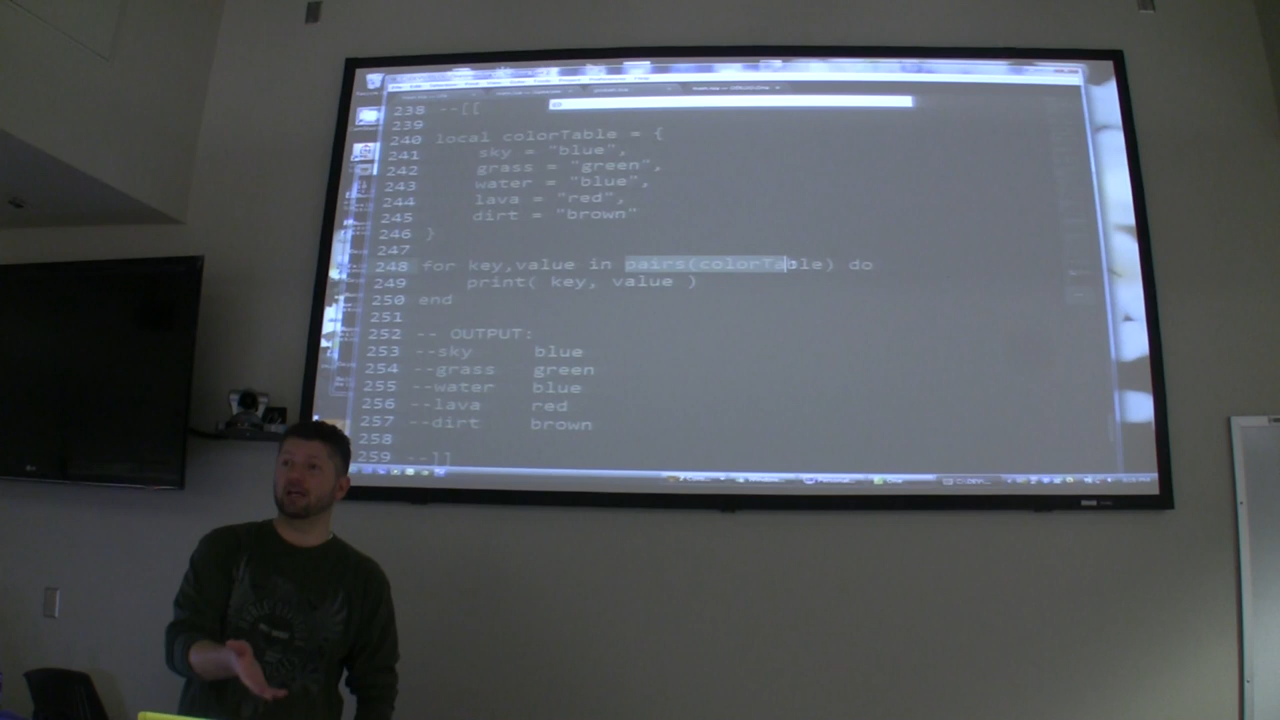 238 --[[
239
240 local colorTable = {
241 sky = "blue",
242 grass = "green",
243 water = "blue",
244 lava = "red",
245 dirt = "brown"
246 }
247
248 for key,value in pairs(colorTable) do
249 print( key, value )
250 end
251
252 -- OUTPUT:
253 --sky blue
254 --grass green
255 --water blue
256 --lava red
257 --dirt brown
258
259 --]]